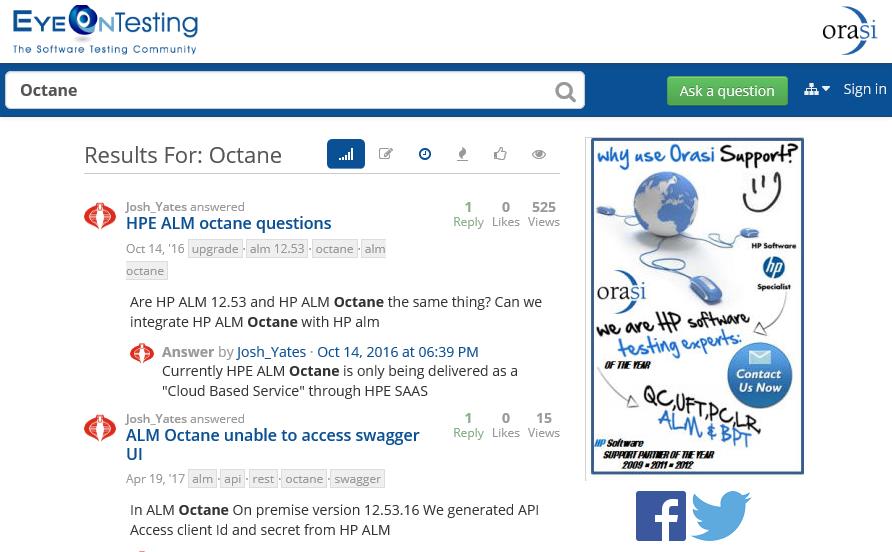 EYEONTESTING
The Software Testing Community
orasi
Octane
Ask a question
Sign in
Results For: Octane
Josh_Yates answered
HPE ALM octane questions
1 Reply
0 Likes
525 Views
Oct 14, '16 upgrade · alm 12.53 · octane · alm
octane
Are HP ALM 12.53 and HP ALM Octane the same thing? Can we
integrate HP ALM Octane with HP alm
Answer by Josh_Yates · Oct 14, 2016 at 06:39 PM
Currently HPE ALM Octane is only being delivered as a
"Cloud Based Service" through HPE SAAS
Josh_Yates answered
ALM Octane unable to access swagger
UI
1 Reply
0 Likes
15 Views
Apr 19, '17 alm · api · rest · octane · swagger
In ALM Octane On premise version 12.53.16 We generated API
Access client Id and secret from HP ALM
why use Orasi Support?
HP Software
hp
Specialist
orasi
we are HP software
testing experts:
OF THE YEAR
Contact
Us Now
QC,UFT,PC,LR,
ALM & BPT
HP Software
SUPPORT PARTNER OF THE YEAR
2009 • 2011 • 2012